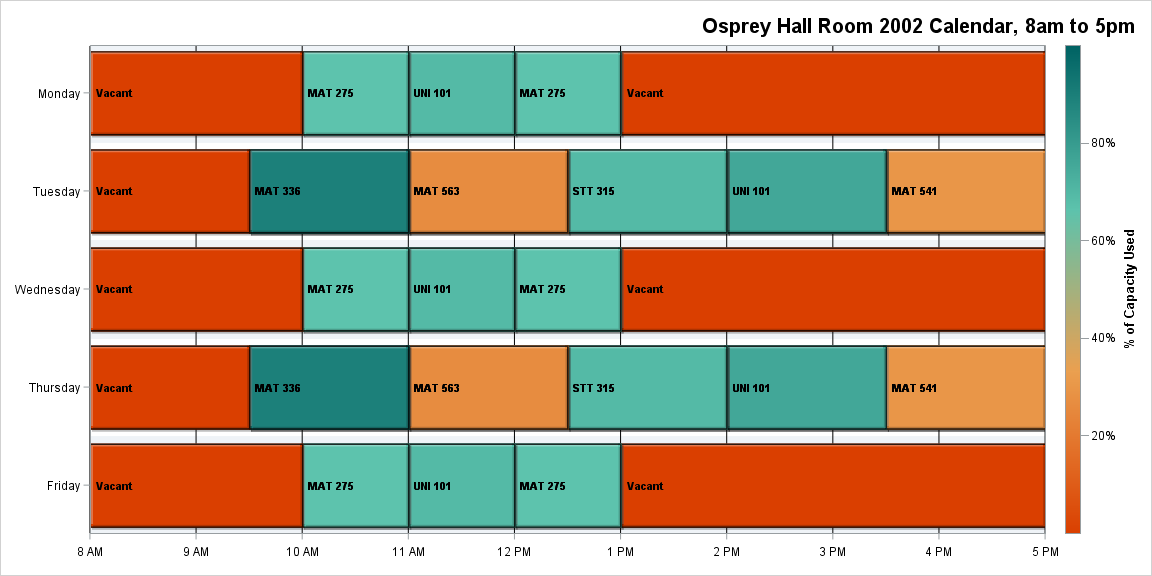 Osprey Hall Room 2002 Calendar, 8am to 5pm
Monday
Vacant
MAT 275
UNI 101
MAT 275
Vacant
Tuesday
Vacant
MAT 336
MAT 563
STT 315
UNI 101
MAT 541
Wednesday
Vacant
MAT 275
UNI 101
MAT 275
Vacant
Thursday
Vacant
MAT 336
MAT 563
STT 315
UNI 101
MAT 541
Friday
Vacant
MAT 275
UNI 101
MAT 275
Vacant
8 AM
9 AM
10 AM
11 AM
12 PM
1 PM
2 PM
3 PM
4 PM
5 PM
80%
60%
40%
20%
% of Capacity Used